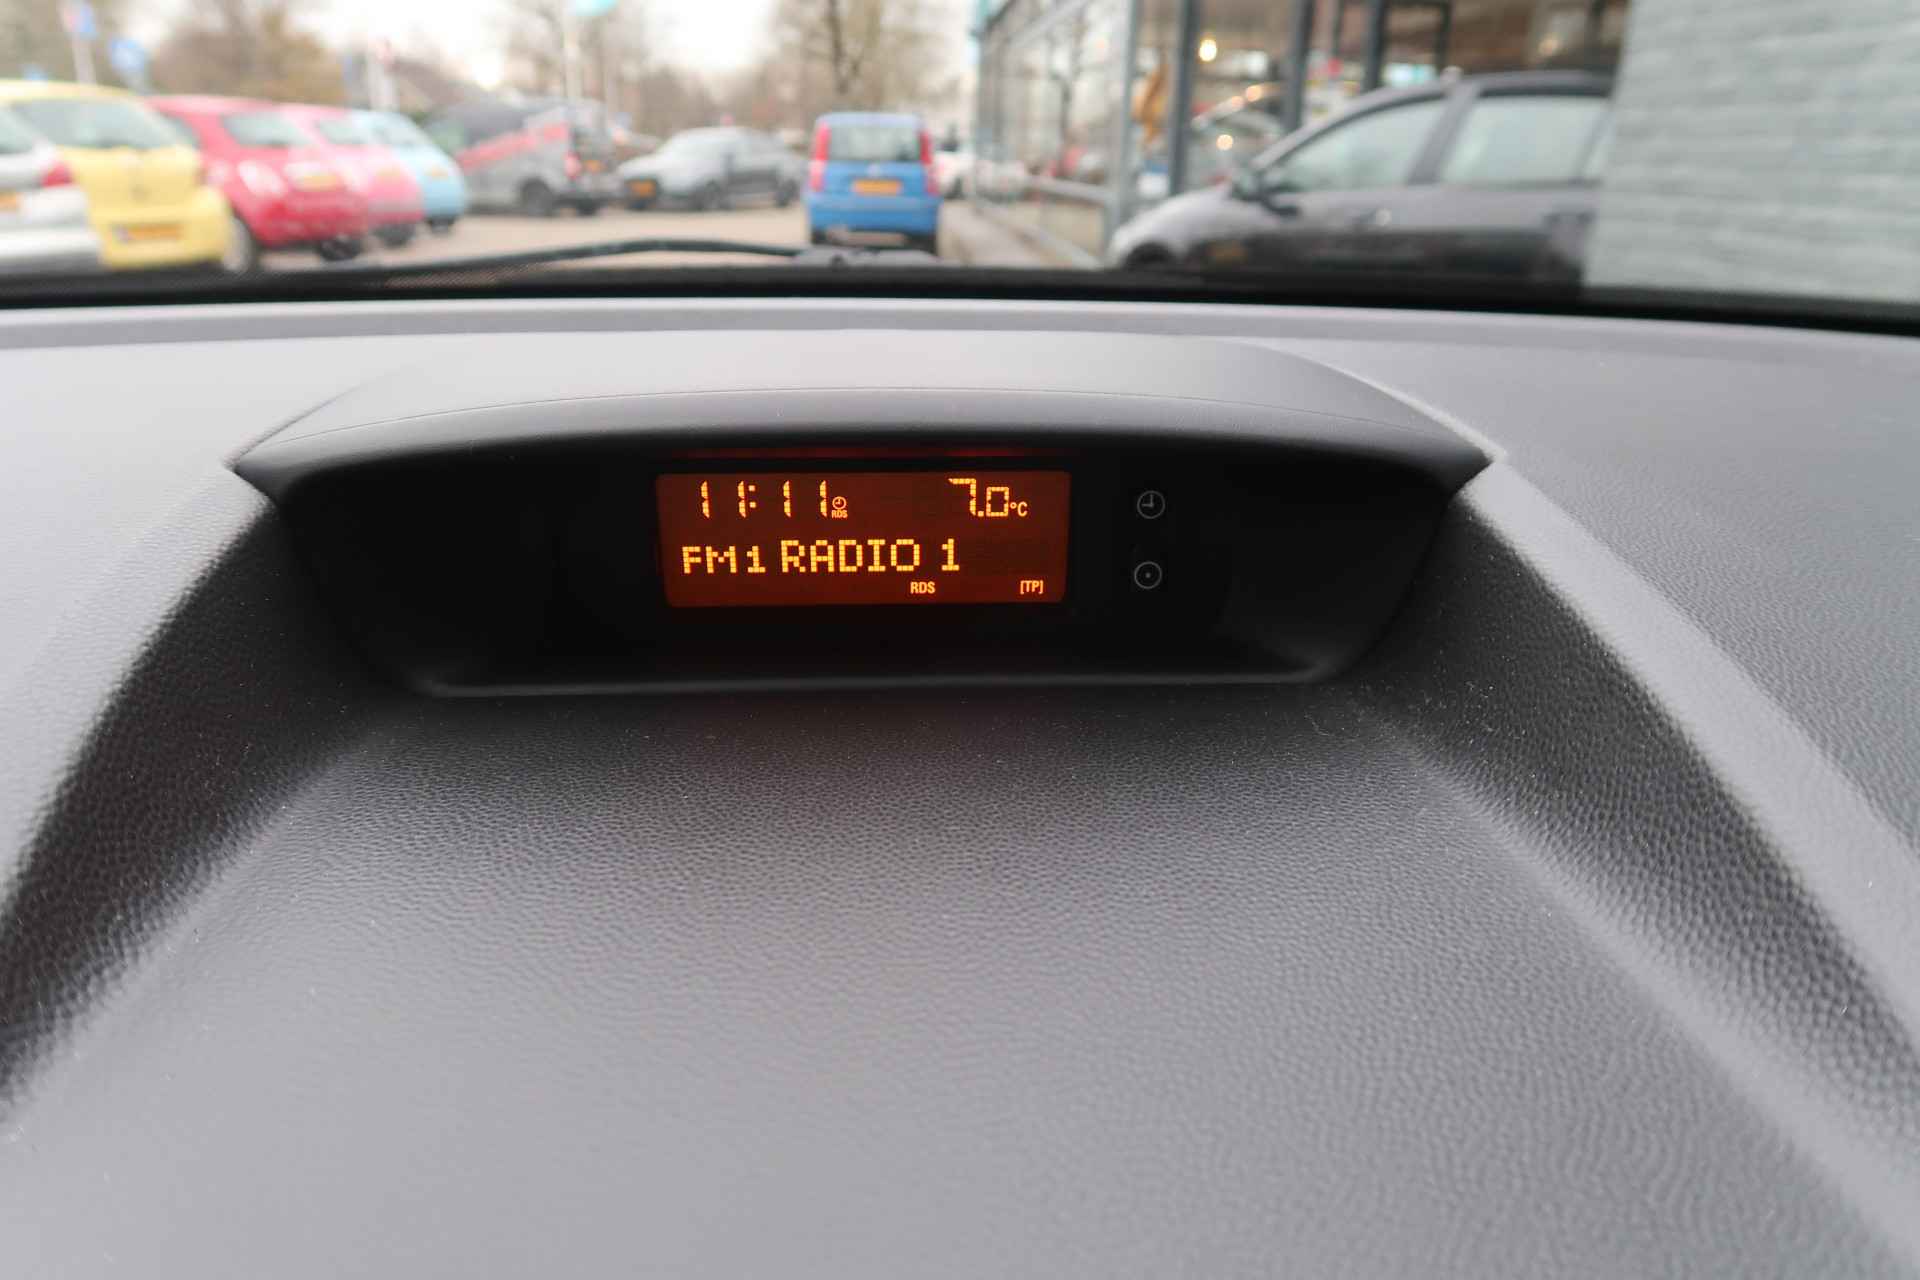 11:11 RDS 7.0°C
FM1 RADIO 1
RDS [TP]